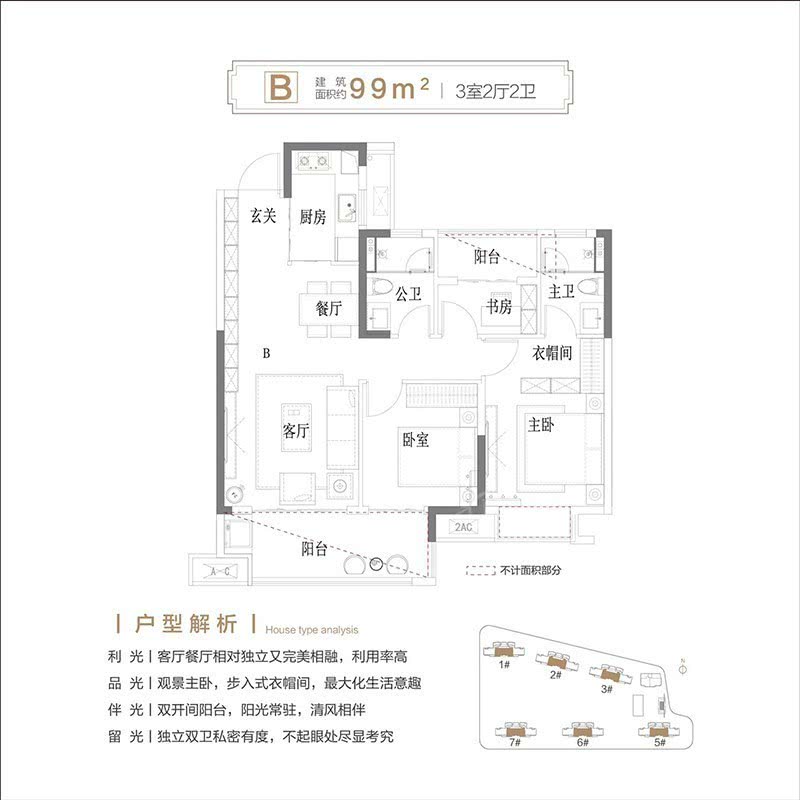 B 建筑面积约 99m² | 3室2厅2卫
玄关
厨房
阳台
餐厅
公卫
书房
主卫
B
衣帽间
客厅
卧室
主卧
2AC
阳台
A C
不计面积部分
户型解析 House type analysis
利 光 | 客厅餐厅相对独立又完美相融，利用率高
品 光 | 观景主卧，步入式衣帽间，最大化生活意趣
伴 光 | 双开间阳台，阳光常驻，清风相伴
留 光 | 独立双卫私密有度，不起眼处尽显考究
N
1#
2#
3#
7#
6#
5#